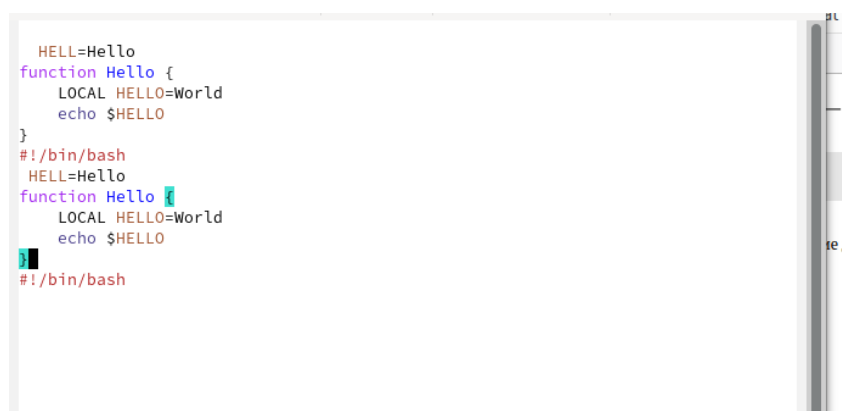 HELL=Hello
function Hello {
    LOCAL HELLO=World
    echo $HELLO
}
#!/bin/bash
 HELL=Hello
function Hello {
    LOCAL HELLO=World
    echo $HELLO
}
#!/bin/bash